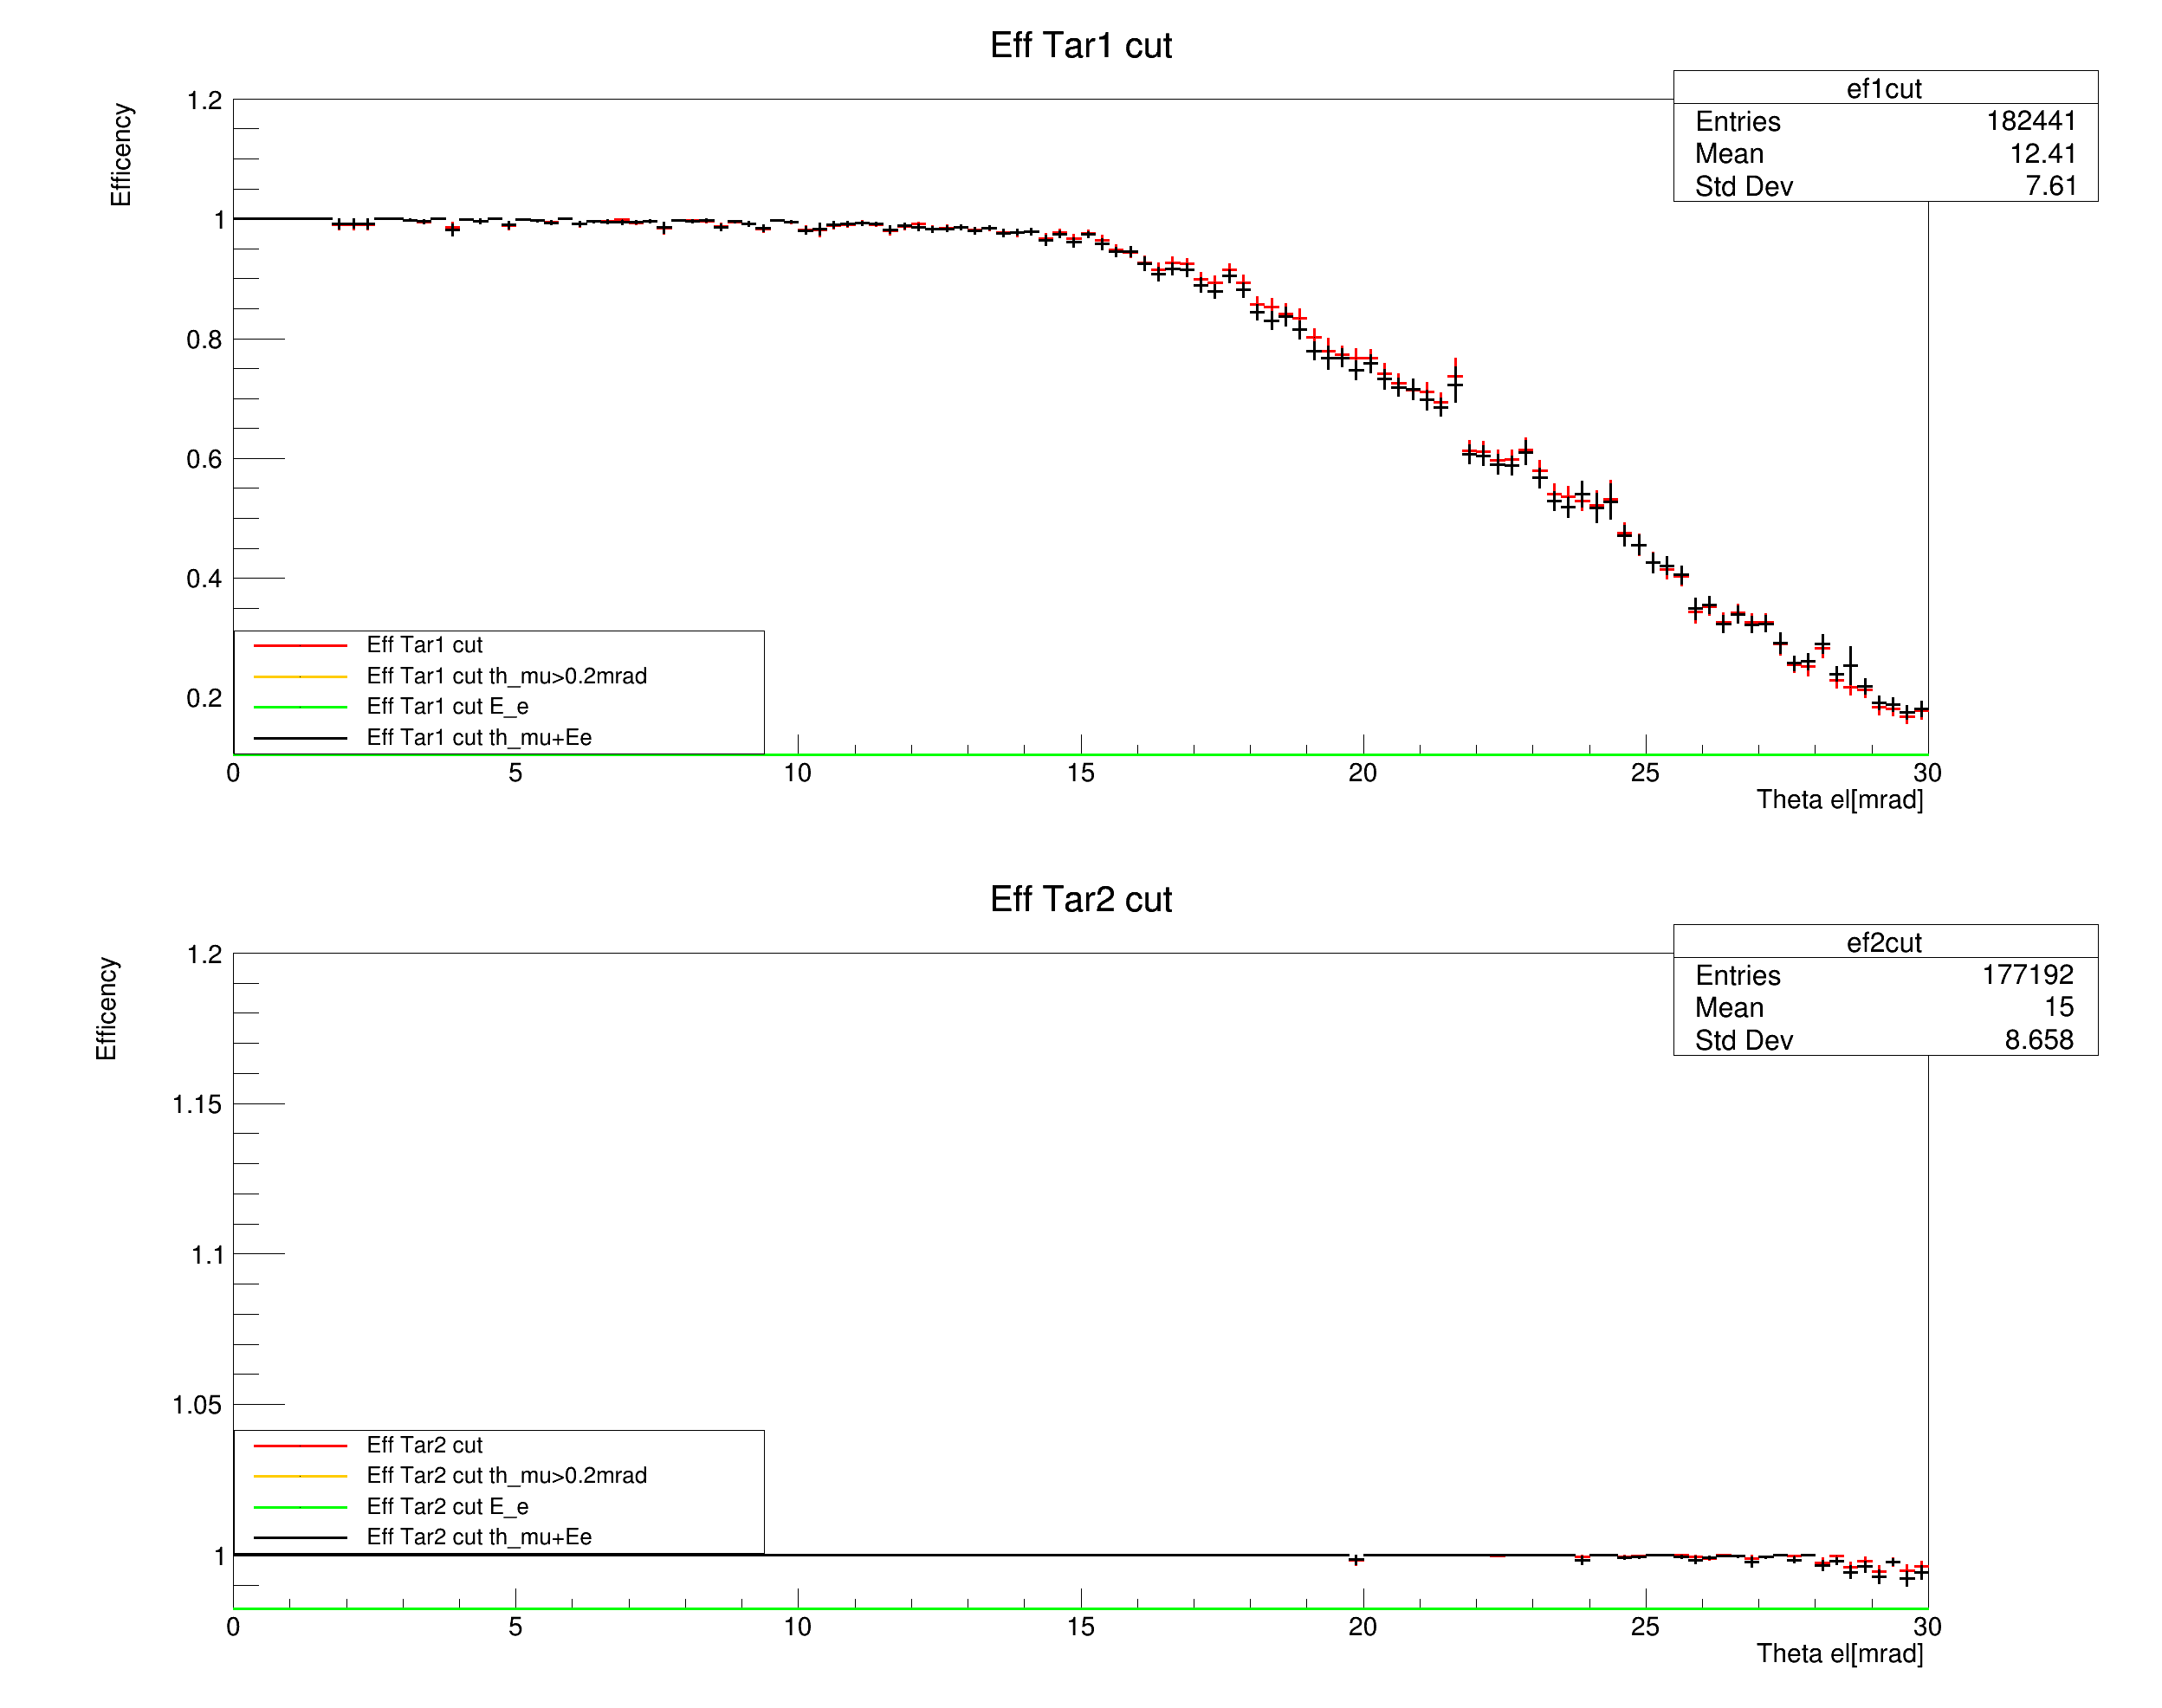 Eff Tar1 cut
ef1cut
Entries 182441
Mean 12.41
Std Dev 7.61
Efficency
1.2
1
0.8
0.6
0.4
0.2
Eff Tar1 cut
Eff Tar1 cut th_mu>0.2mrad
Eff Tar1 cut E_e
Eff Tar1 cut th_mu+Ee
0 5 10 15 20 25 30
Theta el[mrad]
Eff Tar2 cut
ef2cut
Entries 177192
Mean 15
Std Dev 8.658
Efficency
1.2
1.15
1.1
1.05
1
Eff Tar2 cut
Eff Tar2 cut th_mu>0.2mrad
Eff Tar2 cut E_e
Eff Tar2 cut th_mu+Ee
0 5 10 15 20 25 30
Theta el[mrad]